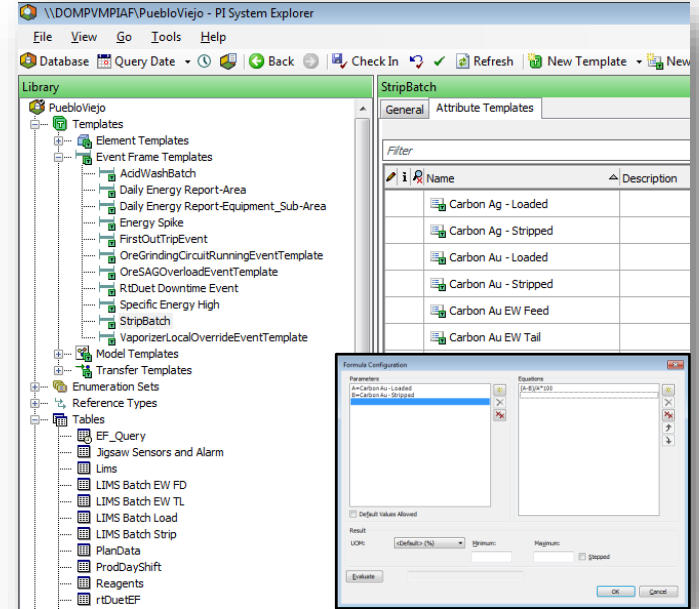 \\DOMPVMPIAF\PuebloViejo - PI System Explorer
File View Go Tools Help
Database Query Date Back Check In Refresh New Template New
Library
PuebloViejo
Templates
Element Templates
Event Frame Templates
AcidWashBatch
Daily Energy Report-Area
Daily Energy Report-Equipment_Sub-Area
Energy Spike
FirstOutTripEvent
OreGrindingCircuitRunningEventTemplate
OreSAGOverloadEventTemplate
RtDuet Downtime Event
Specific Energy High
StripBatch
VaporizerLocalOverrideEventTemplate
Model Templates
Transfer Templates
Enumeration Sets
Reference Types
Tables
EF_Query
Jigsaw Sensors and Alarm
Lims
LIMS Batch EW FD
LIMS Batch EW TL
LIMS Batch Load
LIMS Batch Strip
PlanData
ProdDayShift
Reagents
rtDuetEF
StripBatch
General Attribute Templates
Filter
Name Description
Carbon Ag - Loaded
Carbon Ag - Stripped
Carbon Au - Loaded
Carbon Au - Stripped
Carbon Au EW Feed
Carbon Au EW Tail
Formula Configuration
Parameters
A=Carbon Au - Loaded
B=Carbon Au - Stripped
Equations
(A-B)/A*100
Default Values Allowed
Result
UOM: <Default> (%) Minimum: Maximum:
Stepped
Evaluate
OK Cancel